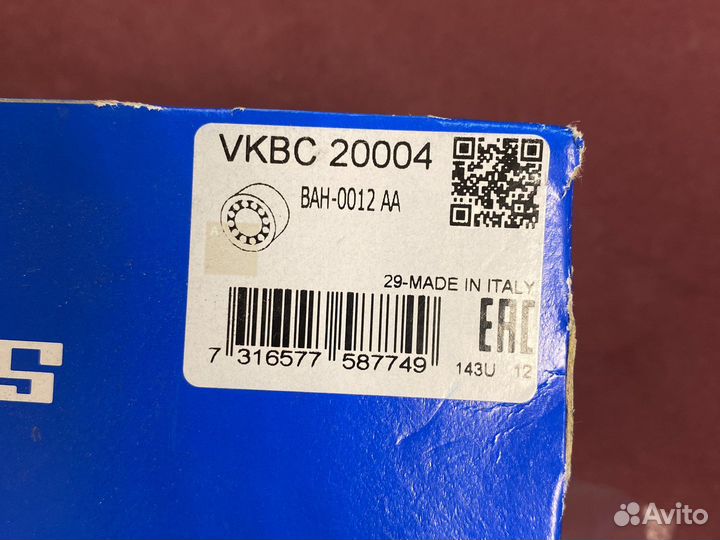 VKBC 20004
BAH-0012 AA
29-MADE IN ITALY
EAC
7 316577 587749
143U 12
S
Avito